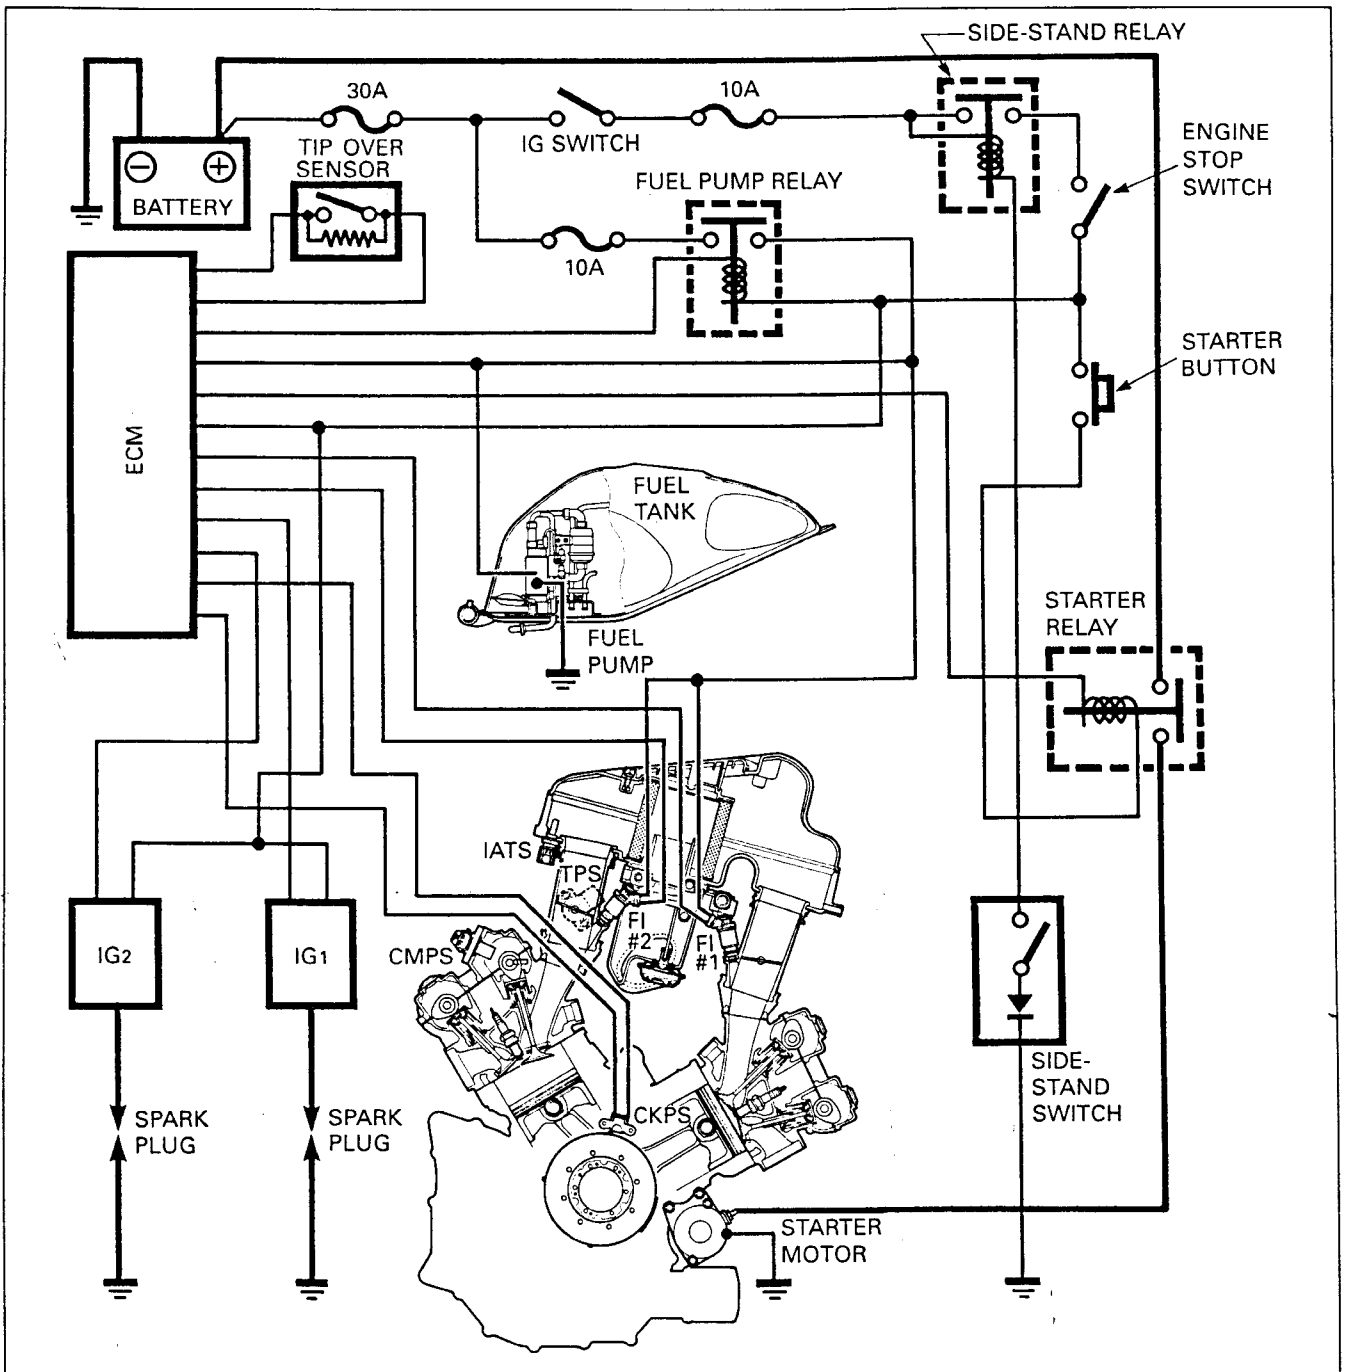 SIDE-STAND RELAY
30A
10A
TIP OVER
SENSOR
IG SWITCH
ENGINE
STOP
SWITCH
FUEL PUMP RELAY
⊖
⊕
BATTERY
10A
STARTER
BUTTON
ECM
FUEL
TANK
STARTER
RELAY
FUEL
PUMP
IATS
TPS
FI
#2
FI
#1
CMPS
IG2
IG1
SIDE-
STAND
SWITCH
CKPS
SPARK
PLUG
SPARK
PLUG
STARTER
MOTOR